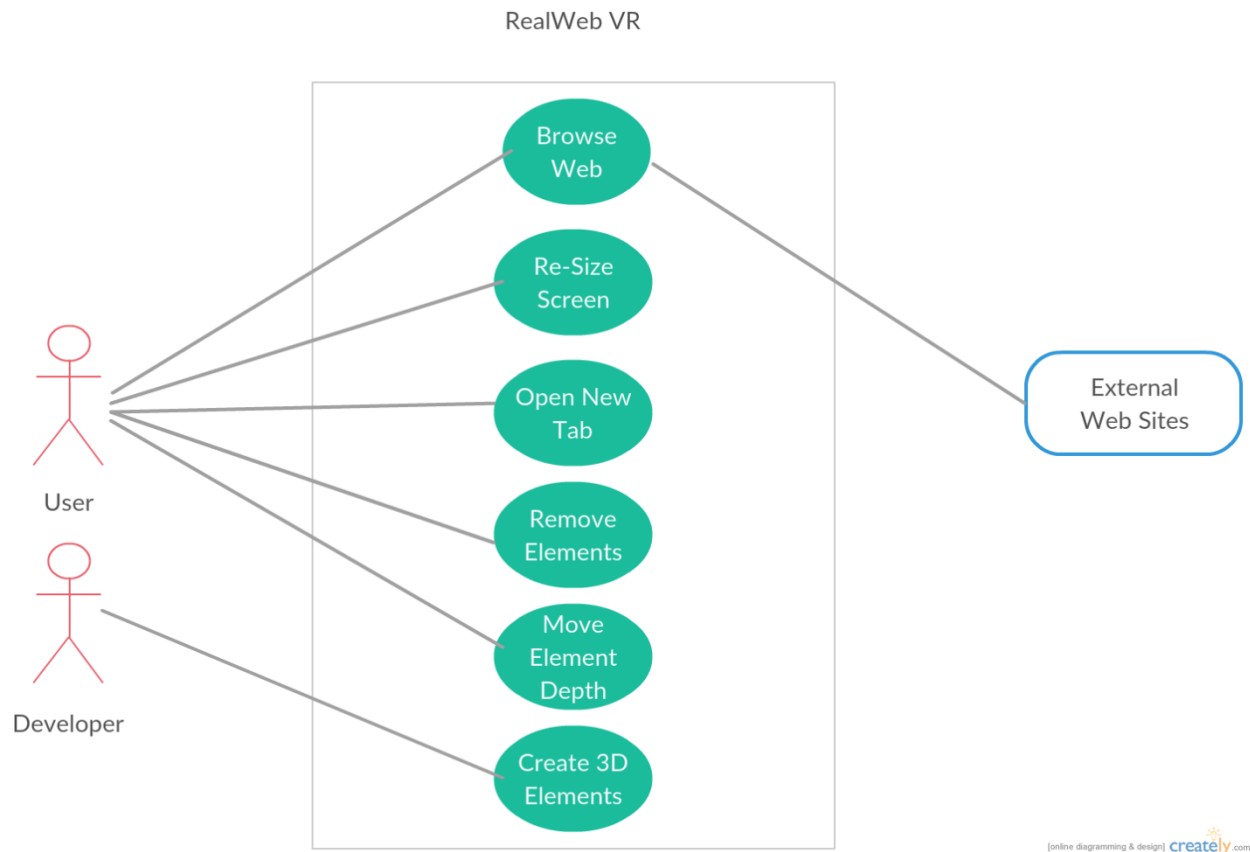 RealWeb VR
Browse
Web
Re-Size
Screen
Open New
Tab
Remove
Elements
Move
Element
Depth
Create 3D
Elements
User
Developer
External
Web Sites
[online diagramming & design] creately.com